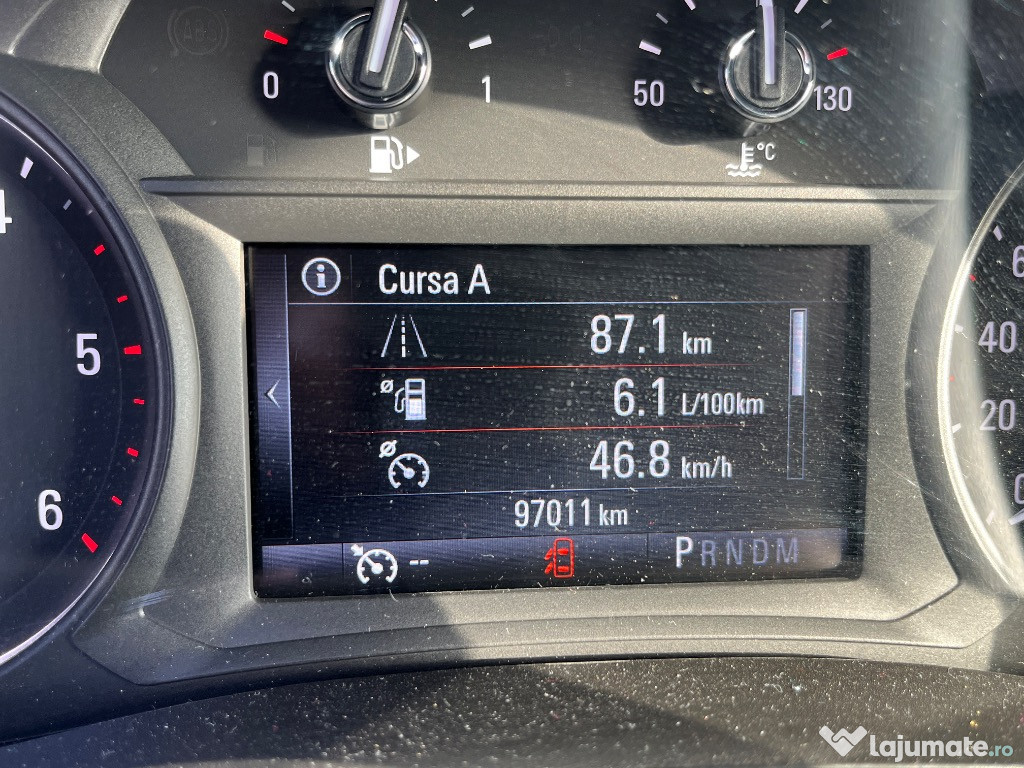 0
1
50
130
°C
4
5
6
Cursa A
87.1 km
6.1 L/100km
46.8 km/h
97011 km
--
PRNDM
40
20
lajumate.ro